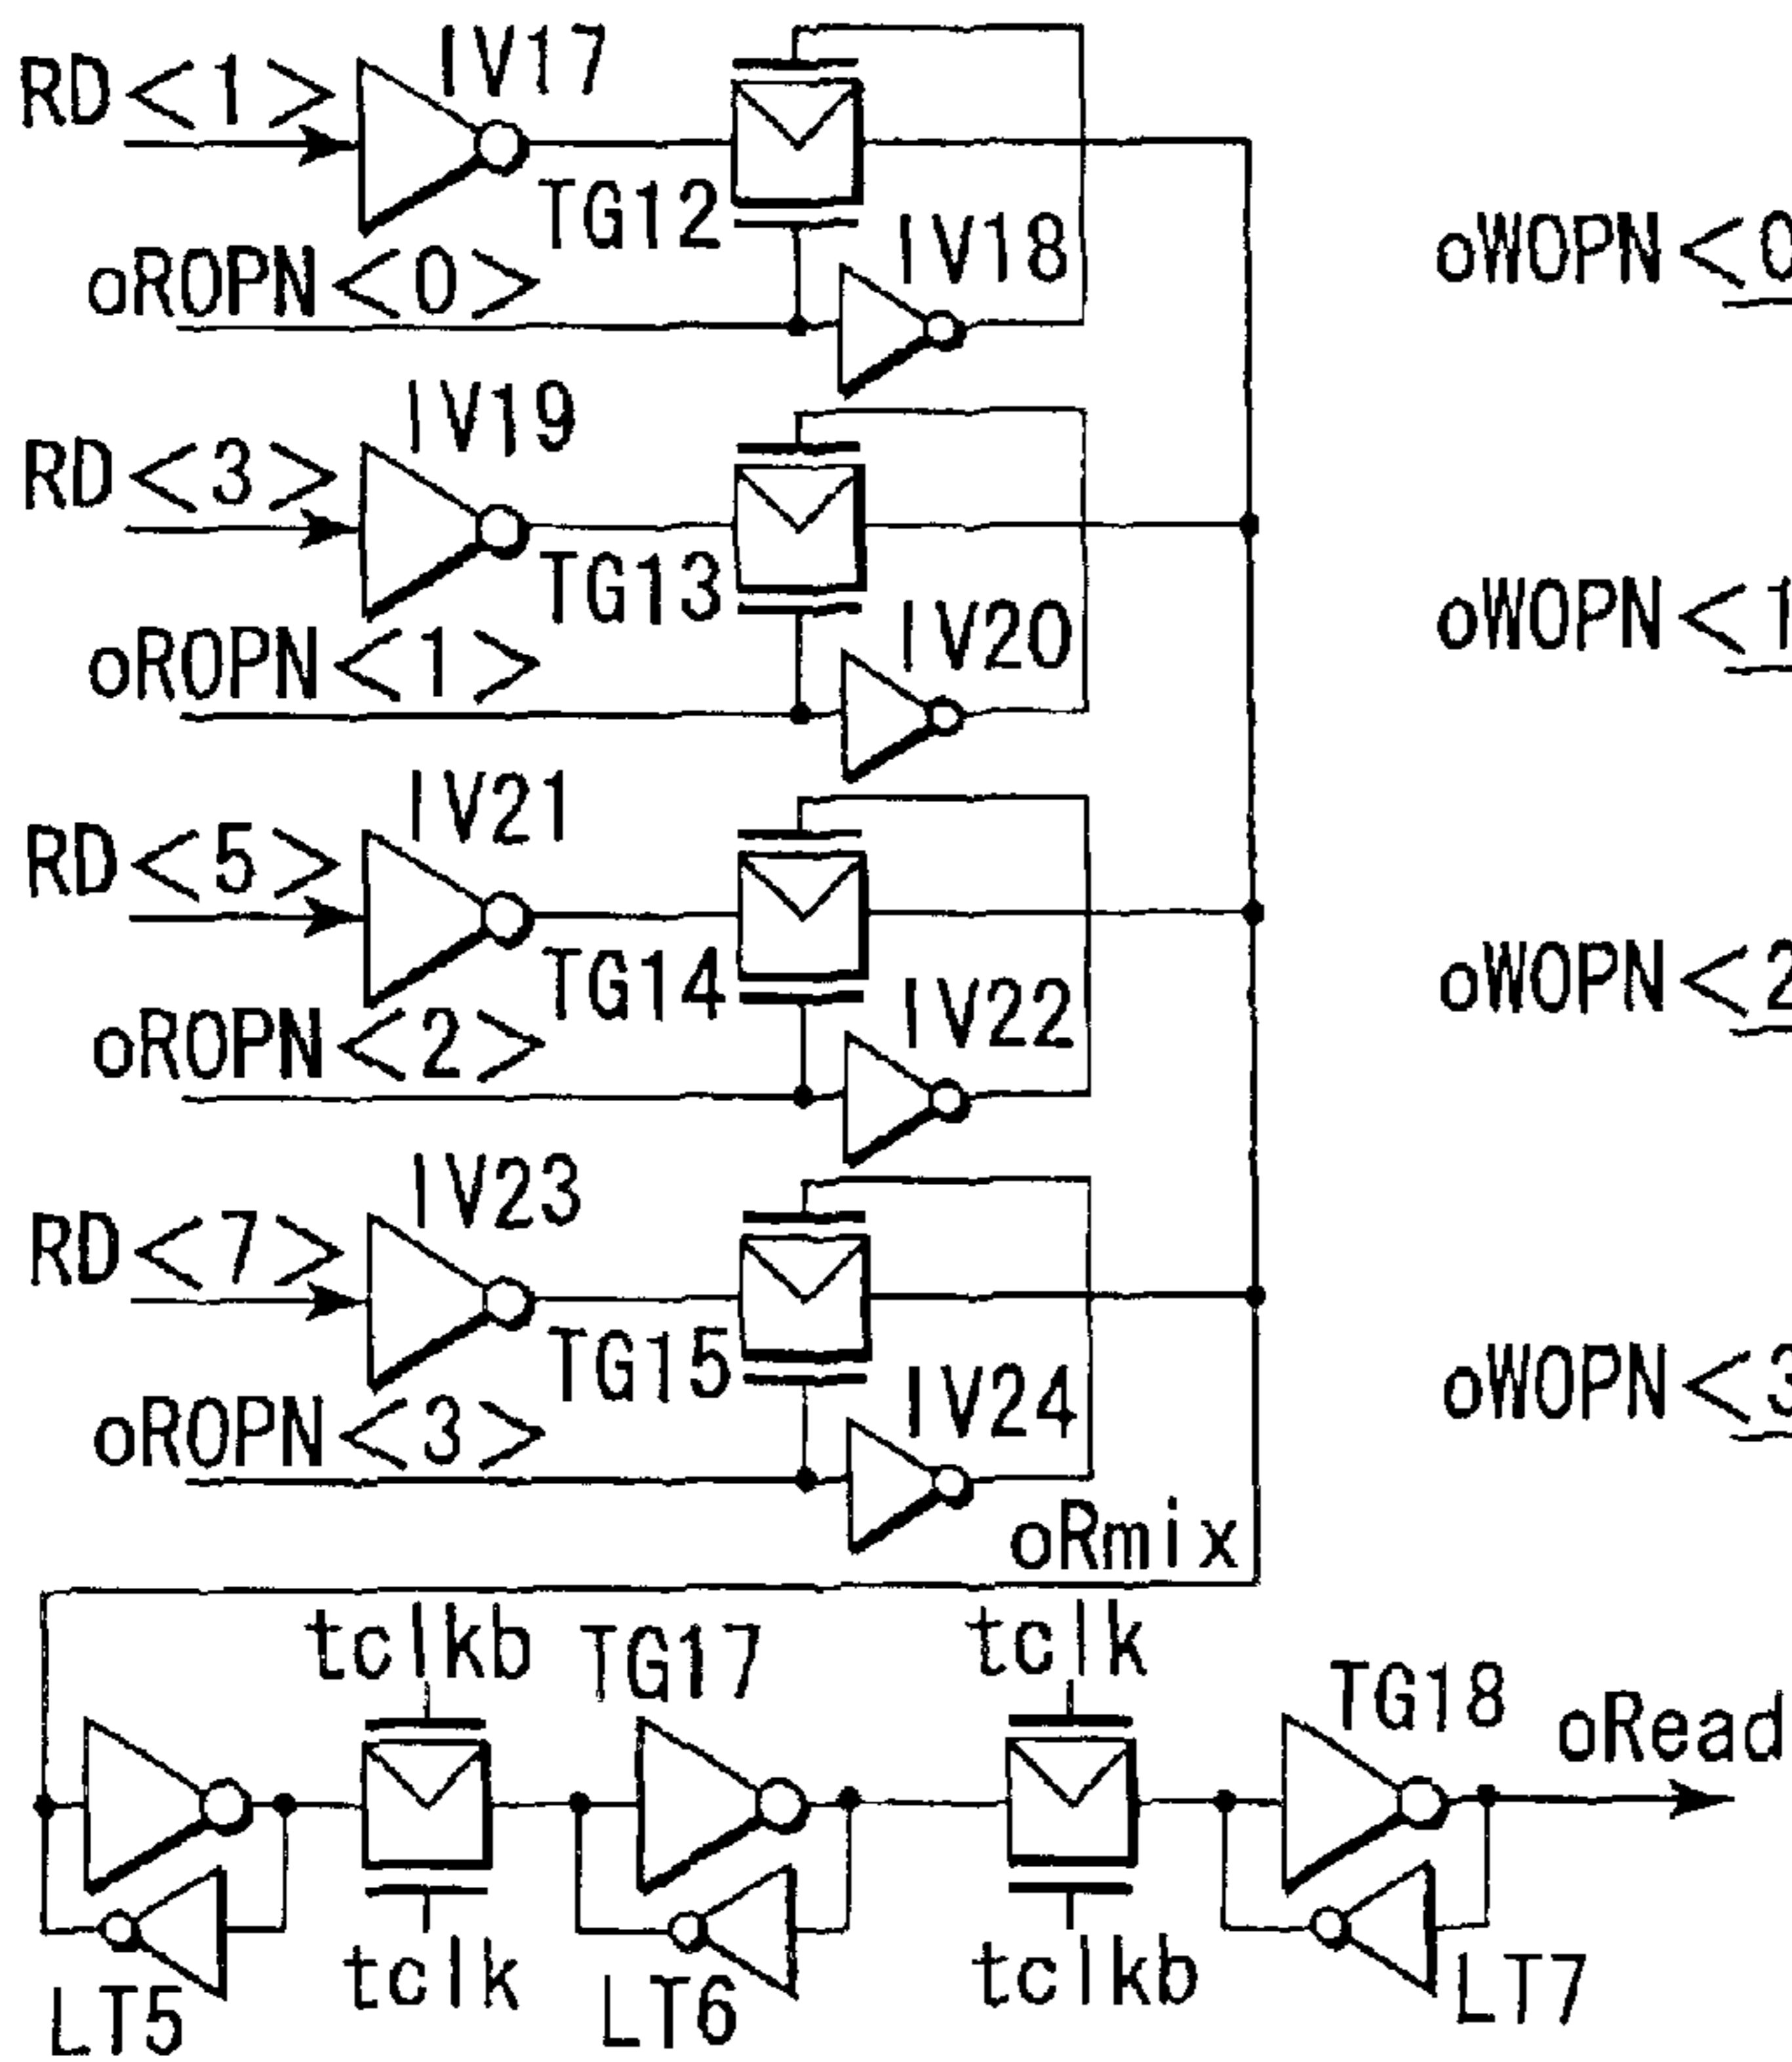 RD<1>
IV17
TG12
oROPN<0>
IV18
RD<3>
IV19
TG13
oROPN<1>
IV20
RD<5>
IV21
TG14
oROPN<2>
IV22
RD<7>
IV23
TG15
oROPN<3>
IV24
oRmix
tclkb
TG17
tclk
TG18
oRead
LT5
tclk
LT6
tclkb
LT7
oWOPN<0
oWOPN<1
oWOPN<2
oWOPN<3